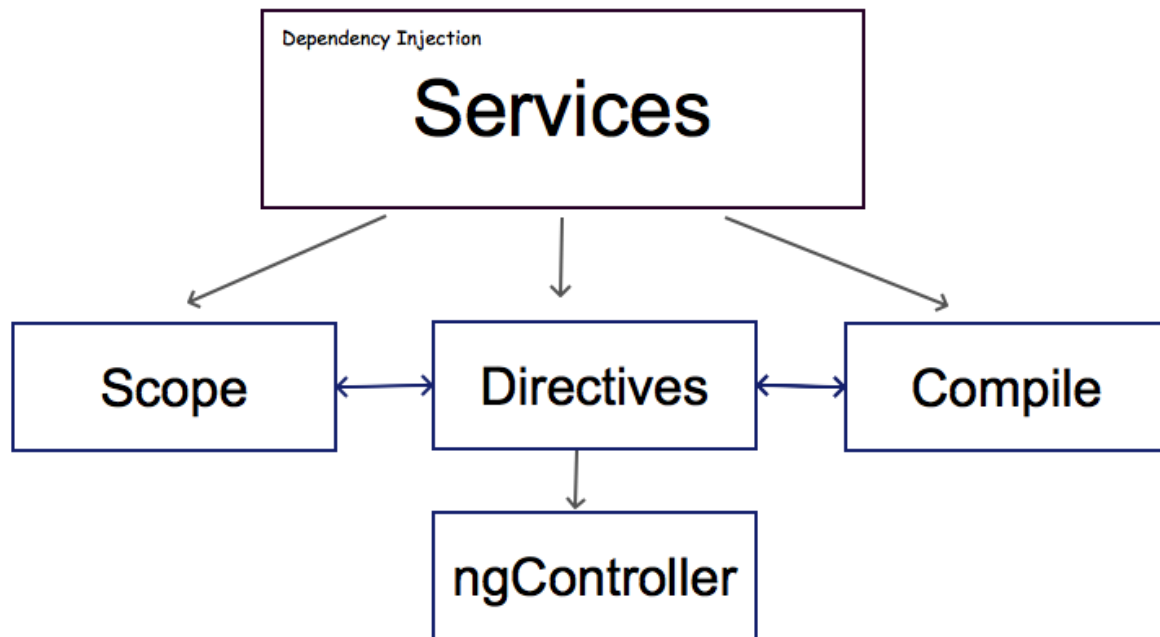 Dependency Injection
Services
Scope
Directives
Compile
ngController